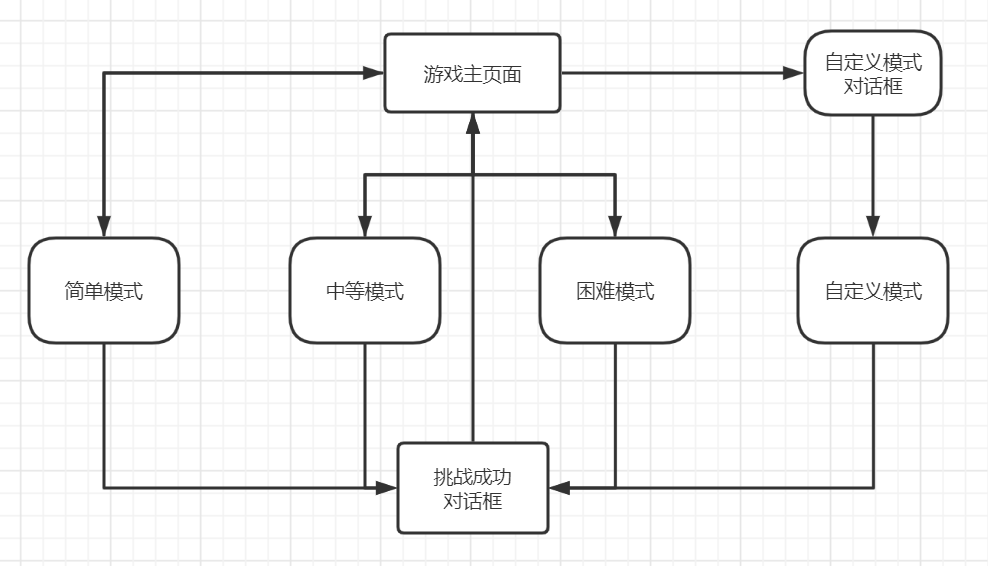 游戏主页面
自定义模式
对话框
简单模式
中等模式
困难模式
自定义模式
挑战成功
对话框